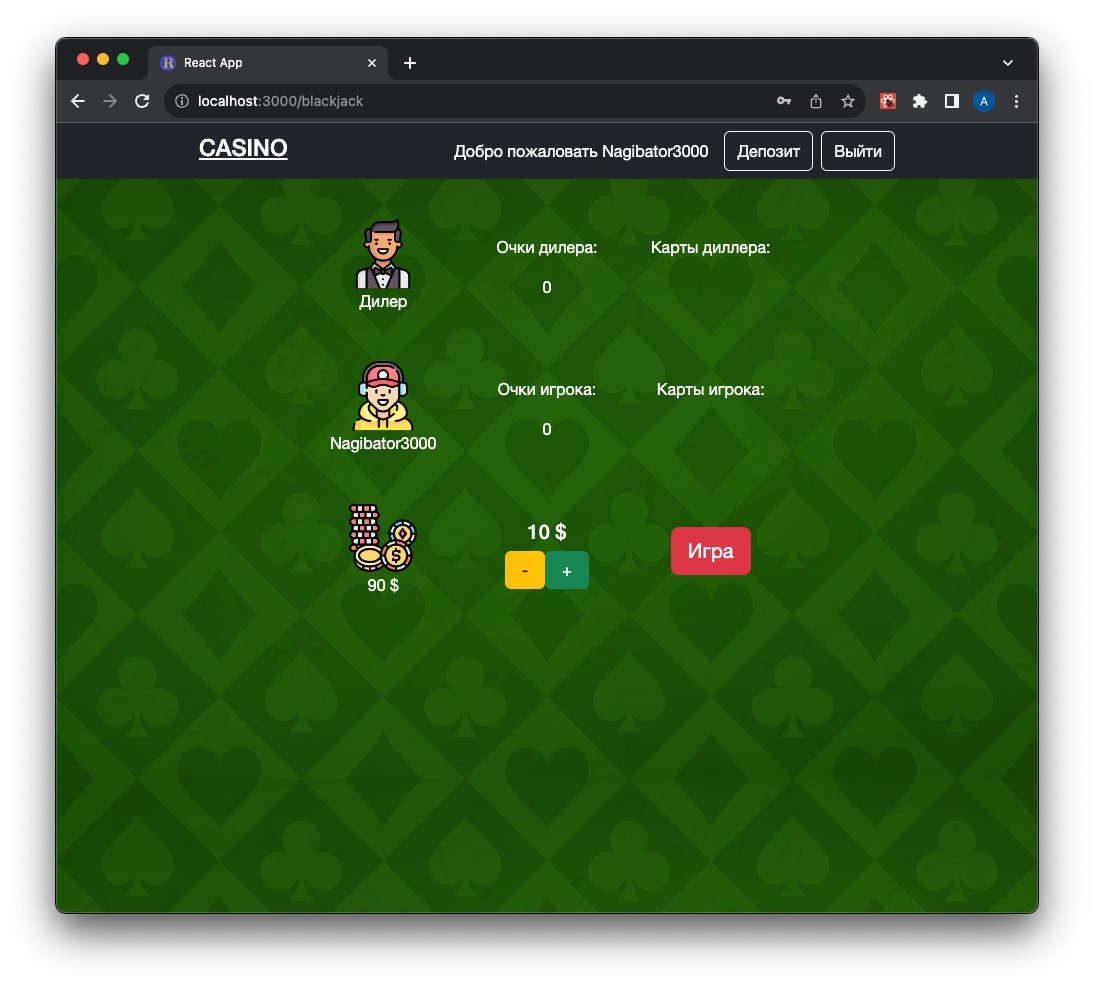 React App
localhost:3000/blackjack
A
CASINO
Добро пожаловать Nagibator3000
Депозит
Выйти
Очки дилера:
Карты диллера:
0
Дилер
Очки игрока:
Карты игрока:
0
Nagibator3000
10 $
- +
Игра
90 $